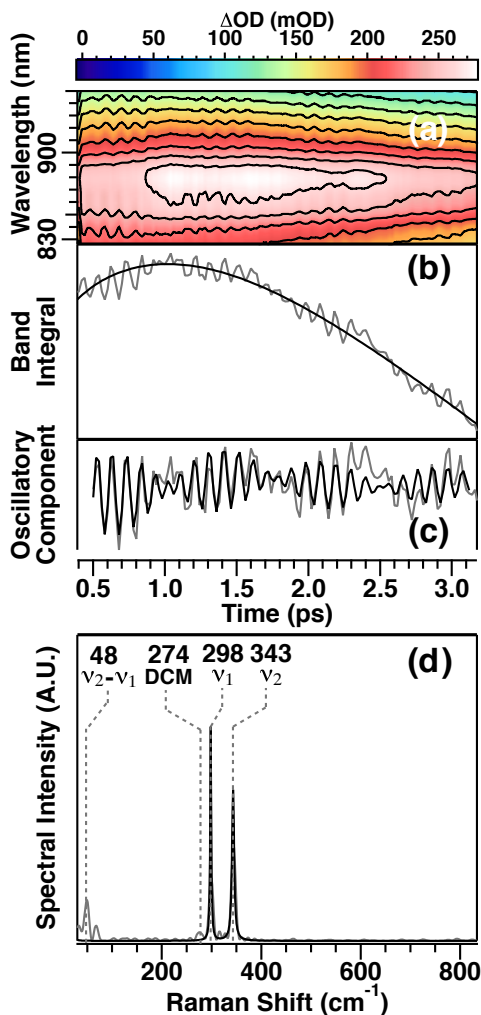 ΔOD (mOD)
0 50 100 150 200 250
Wavelength (nm)
900
830
(a)
Band
Integral
(b)
Oscillatory
Component
(c)
0.5 1.0 1.5 2.0 2.5 3.0
Time (ps)
48 274 298 343
ν₂-ν₁ DCM ν₁ ν₂
(d)
Spectral Intensity (A.U.)
200 400 600 800
Raman Shift (cm⁻¹)